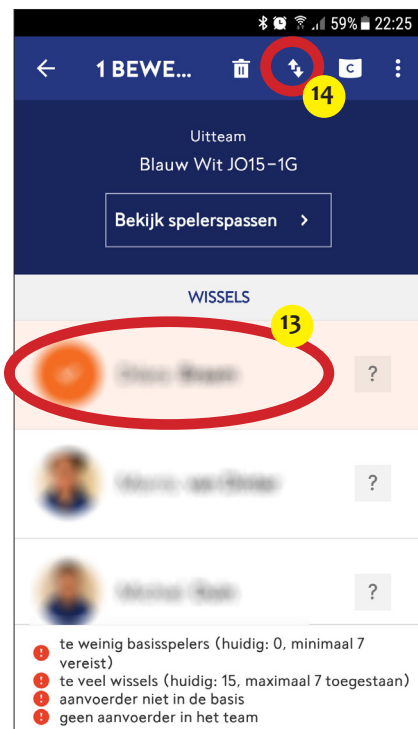 59% 22:25
1 BEWE...
C
14
Uitteam
Blauw Wit JO15-1G
Bekijk spelerspassen >
WISSELS
13
?
?
?
te weinig basisspelers (huidig: 0, minimaal 7
vereist)
te veel wissels (huidig: 15, maximaal 7 toegestaan)
aanvoerder niet in de basis
geen aanvoerder in het team